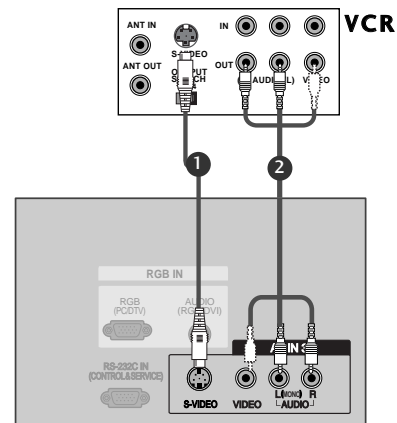 VCR
ANT IN
IN
S-VIDEO
ANT OUT
OUT
RGB IN
RGB
(PC/DTV)
AUDIO
RS-232C IN
(CONTROL&SERVICE)
S-VIDEO
VIDEO
L(MONO) R
AUDIO
1
2